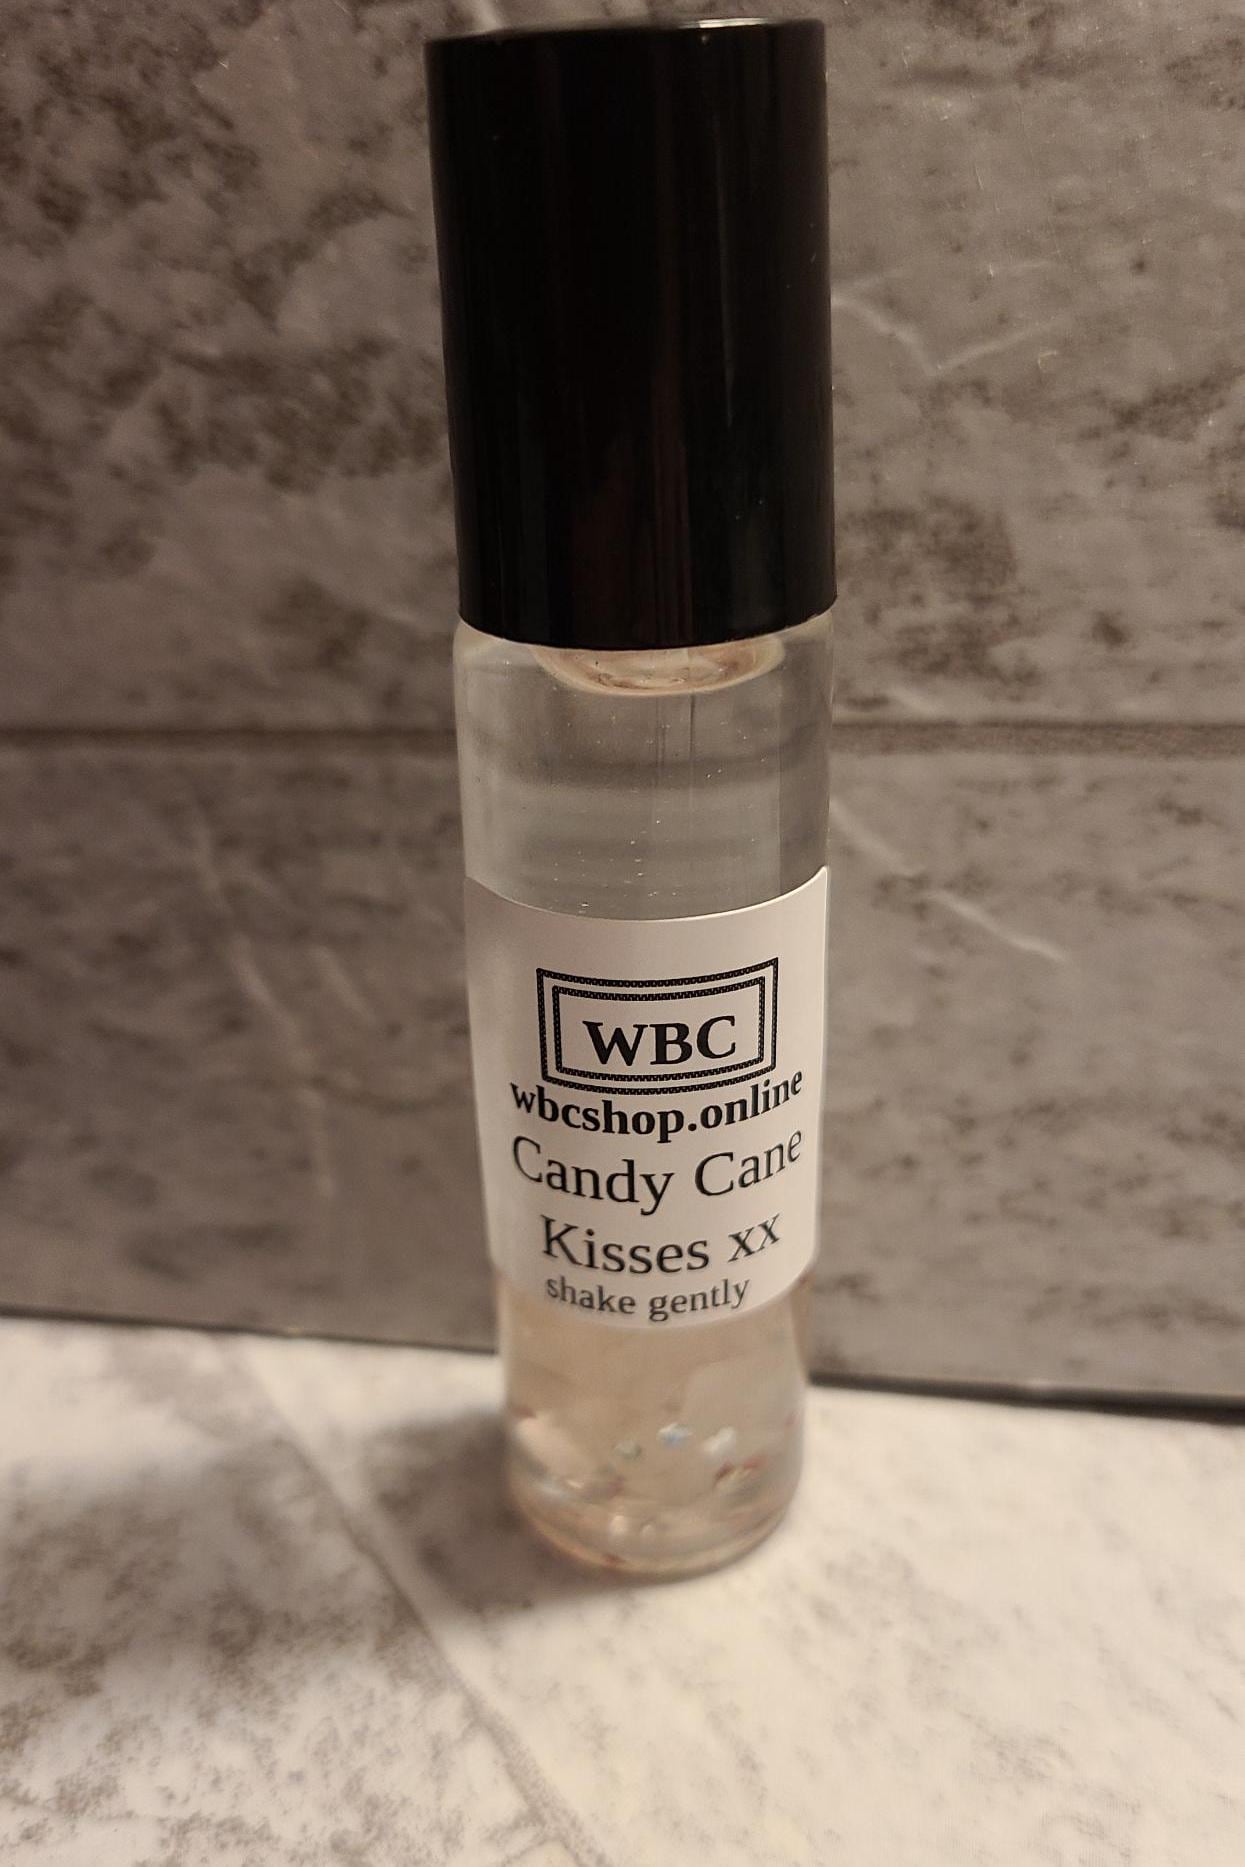 WBC
wbcshop.online
Candy Cane
Kisses xx
shake gently